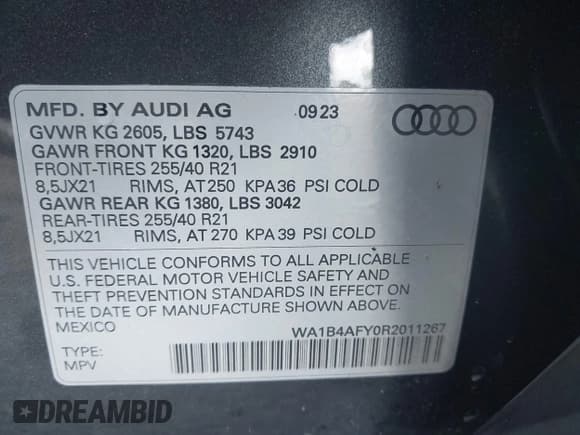 MFD. BY AUDI AG 0923
GVWR KG 2605, LBS 5743
GAWR FRONT KG 1320, LBS 2910
FRONT-TIRES 255/40 R21
8,5JX21 RIMS, AT 250 KPA 36 PSI COLD
GAWR REAR KG 1380, LBS 3042
REAR-TIRES 255/40 R21
8,5JX21 RIMS, AT 270 KPA 39 PSI COLD
THIS VEHICLE CONFORMS TO ALL APPLICABLE
U.S. FEDERAL MOTOR VEHICLE SAFETY AND
THEFT PREVENTION STANDARDS IN EFFECT ON
THE DATE OF MANUFACTURE SHOWN ABOVE.
MEXICO WA1B4AFY0R2011267
TYPE:
MPV
DREAMBID